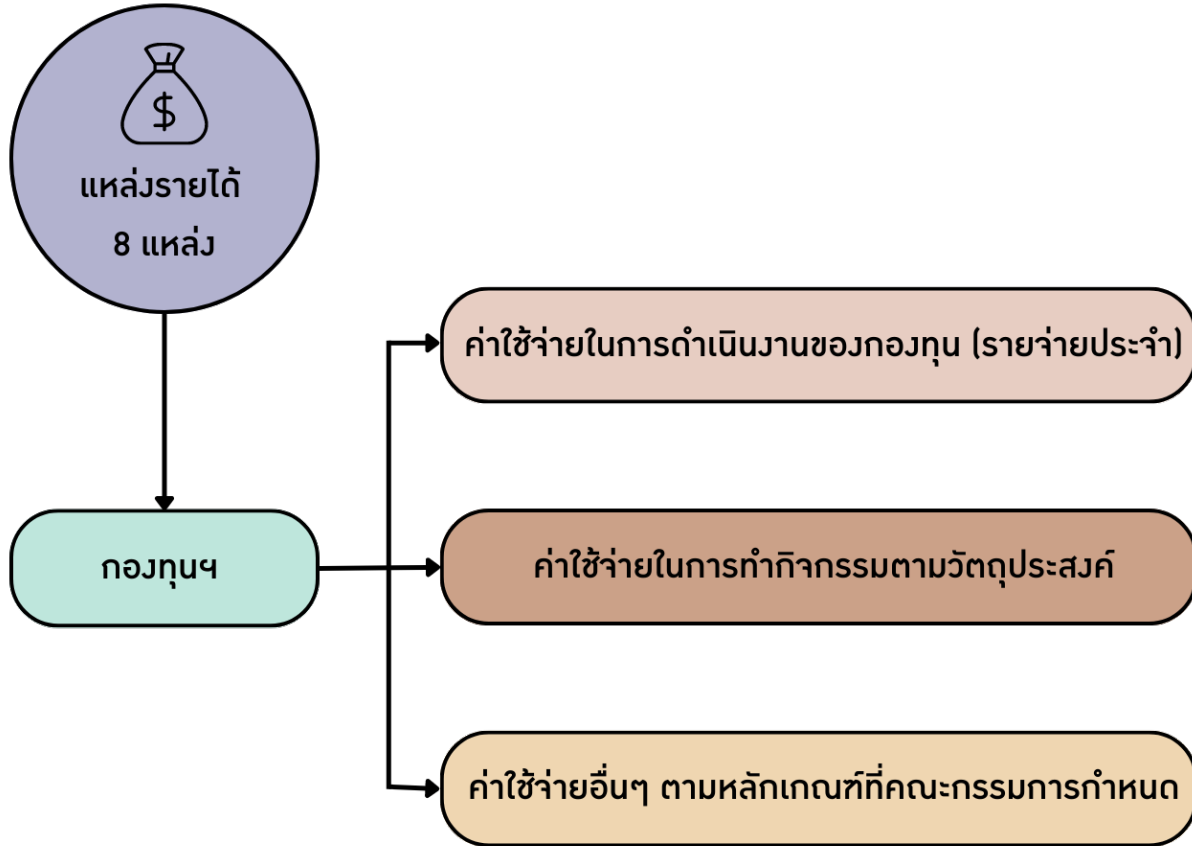 $
แหล่งรายได้
8 แหล่ง
ค่าใช้จ่ายในการดำเนินงานของกองทุน (รายจ่ายประจำ)
กองทุนฯ
ค่าใช้จ่ายในการทำกิจกรรมตามวัตถุประสงค์
ค่าใช้จ่ายอื่นๆ ตามหลักเกณฑ์ที่คณะกรรมการกำหนด